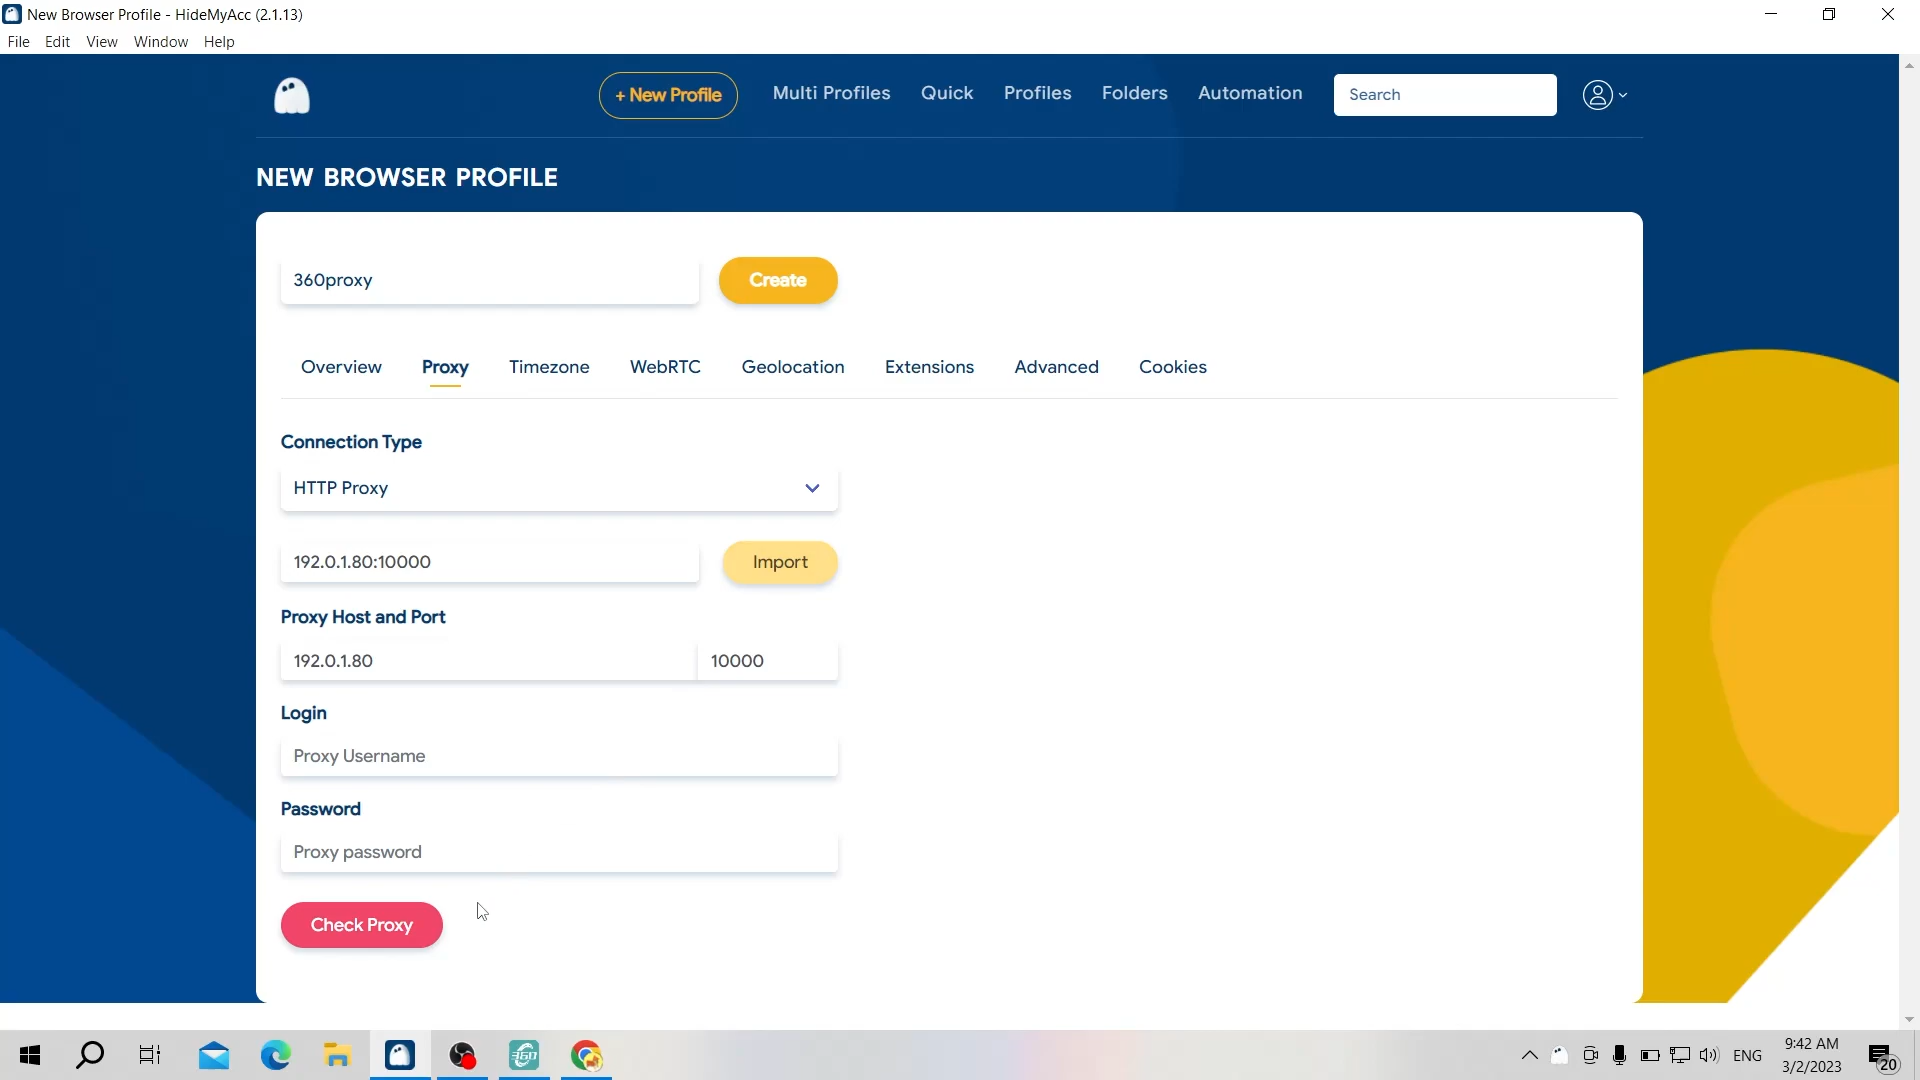 New Browser Profile - HideMyAcc (2.1.13)
File Edit View Window Help
+ New Profile Multi Profiles Quick Profiles Folders Automation Search
NEW BROWSER PROFILE
360proxy Create
Overview Proxy Timezone WebRTC Geolocation Extensions Advanced Cookies
Connection Type
HTTP Proxy
192.0.1.80:10000 Import
Proxy Host and Port
192.0.1.80 10000
Login
Proxy Username
Password
Proxy password
Check Proxy
360
ENG
9:42 AM
3/2/2023
20